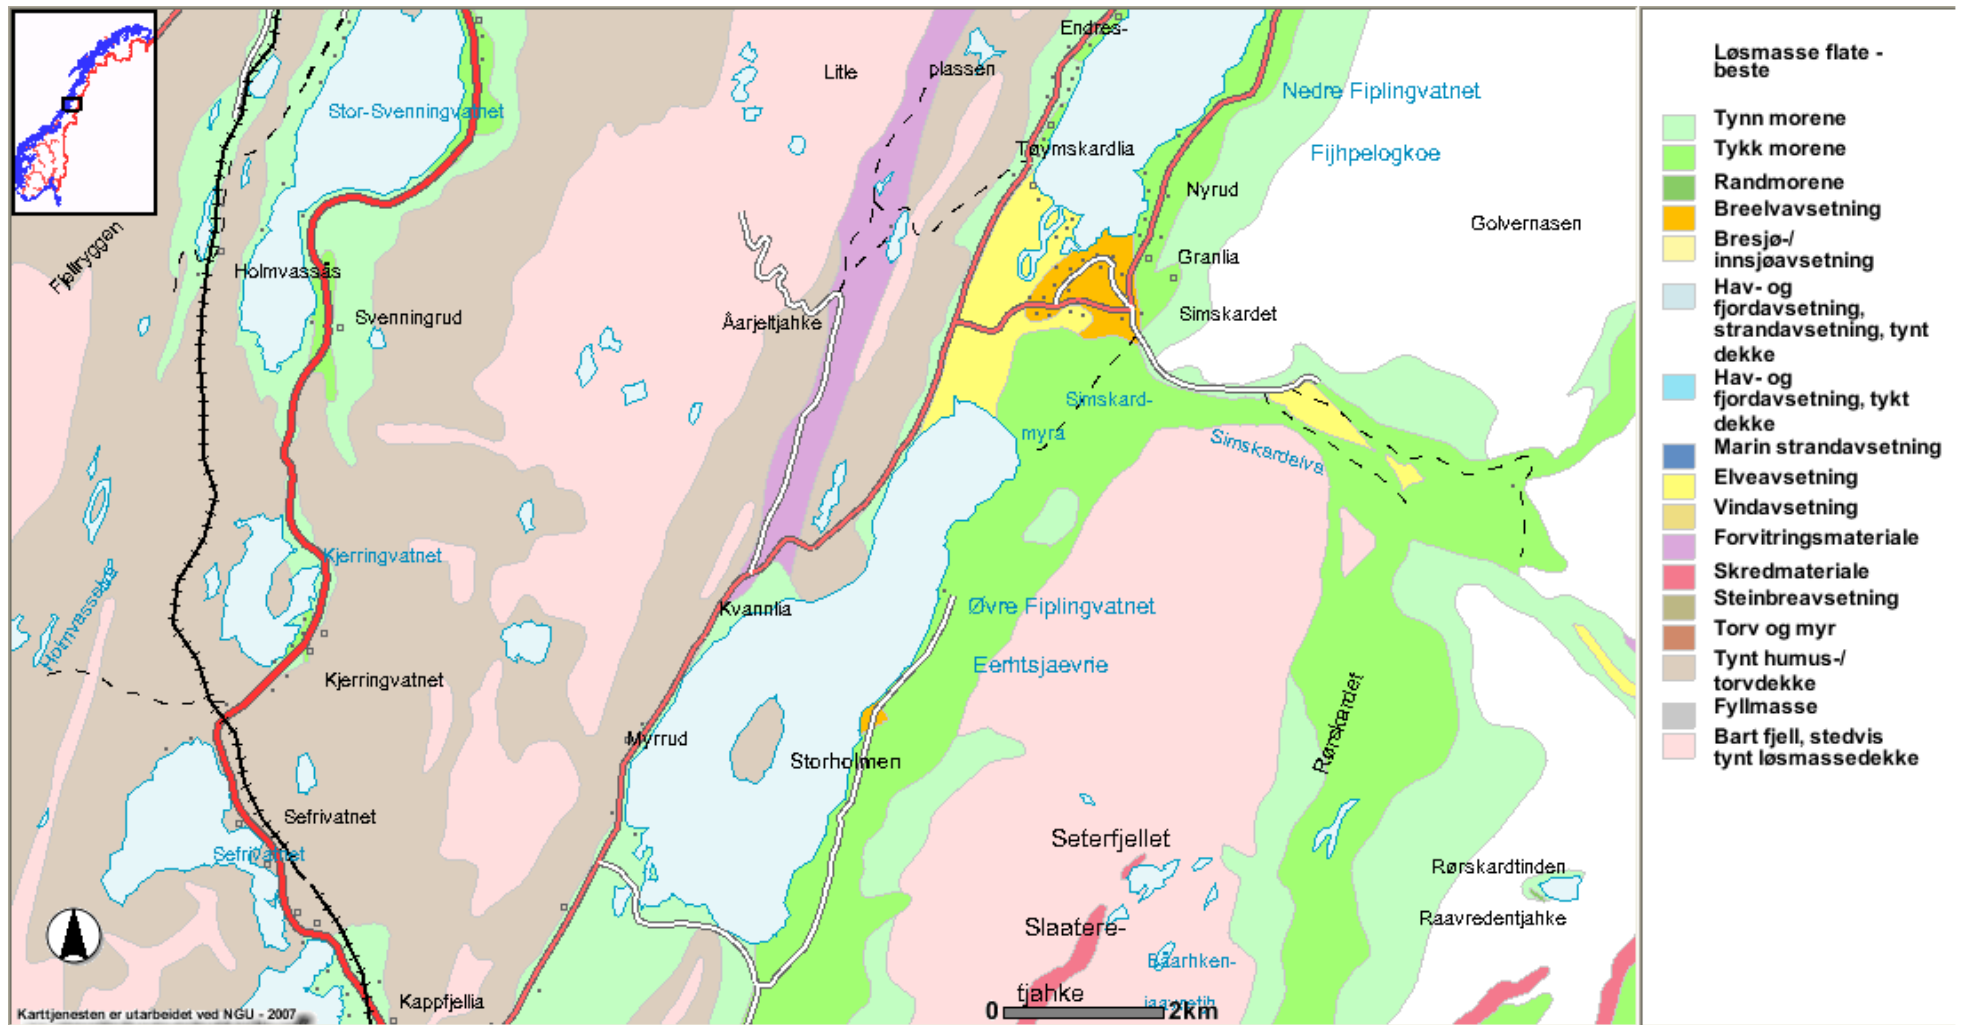 Endres-
Litle
plassen
Nedre Fiplingvatnet
Stor-Svenningvatnet
Tøymskardlia
Fijhpelogkoe
Nyrud
Golvernasen
Fjellryggen
Granlia
Holmvassås
Svenningrud
Åarjeltjahke
Simskardet
Simskard-
myra
Simskardelva
Kjerringvatnet
Holmvasselva
Kvannlia
Øvre Fiplingvatnet
Eerhtsjaevrie
Kjerringvatnet
Rørskardet
Myrrud
Storholmen
Sefrivatnet
Seterfjellet
Sefrivatnet
Rørskardtinden
Raavredentjahke
Slaatere-
Baarhken-
tjahke
Kappfjellia
0 2km
Karttjenesten er utarbeidet ved NGU - 2007
Løsmasse flate -
beste
Tynn morene
Tykk morene
Randmorene
Breelvavsetning
Bresjø-/
innsjøavsetning
Hav- og
fjordavsetning,
strandavsetning, tynt
dekke
Hav- og
fjordavsetning, tykt
dekke
Marin strandavsetning
Elveavsetning
Vindavsetning
Forvitringsmateriale
Skredmateriale
Steinbreavsetning
Torv og myr
Tynt humus-/
torvdekke
Fyllmasse
Bart fjell, stedvis
tynt løsmassedekke